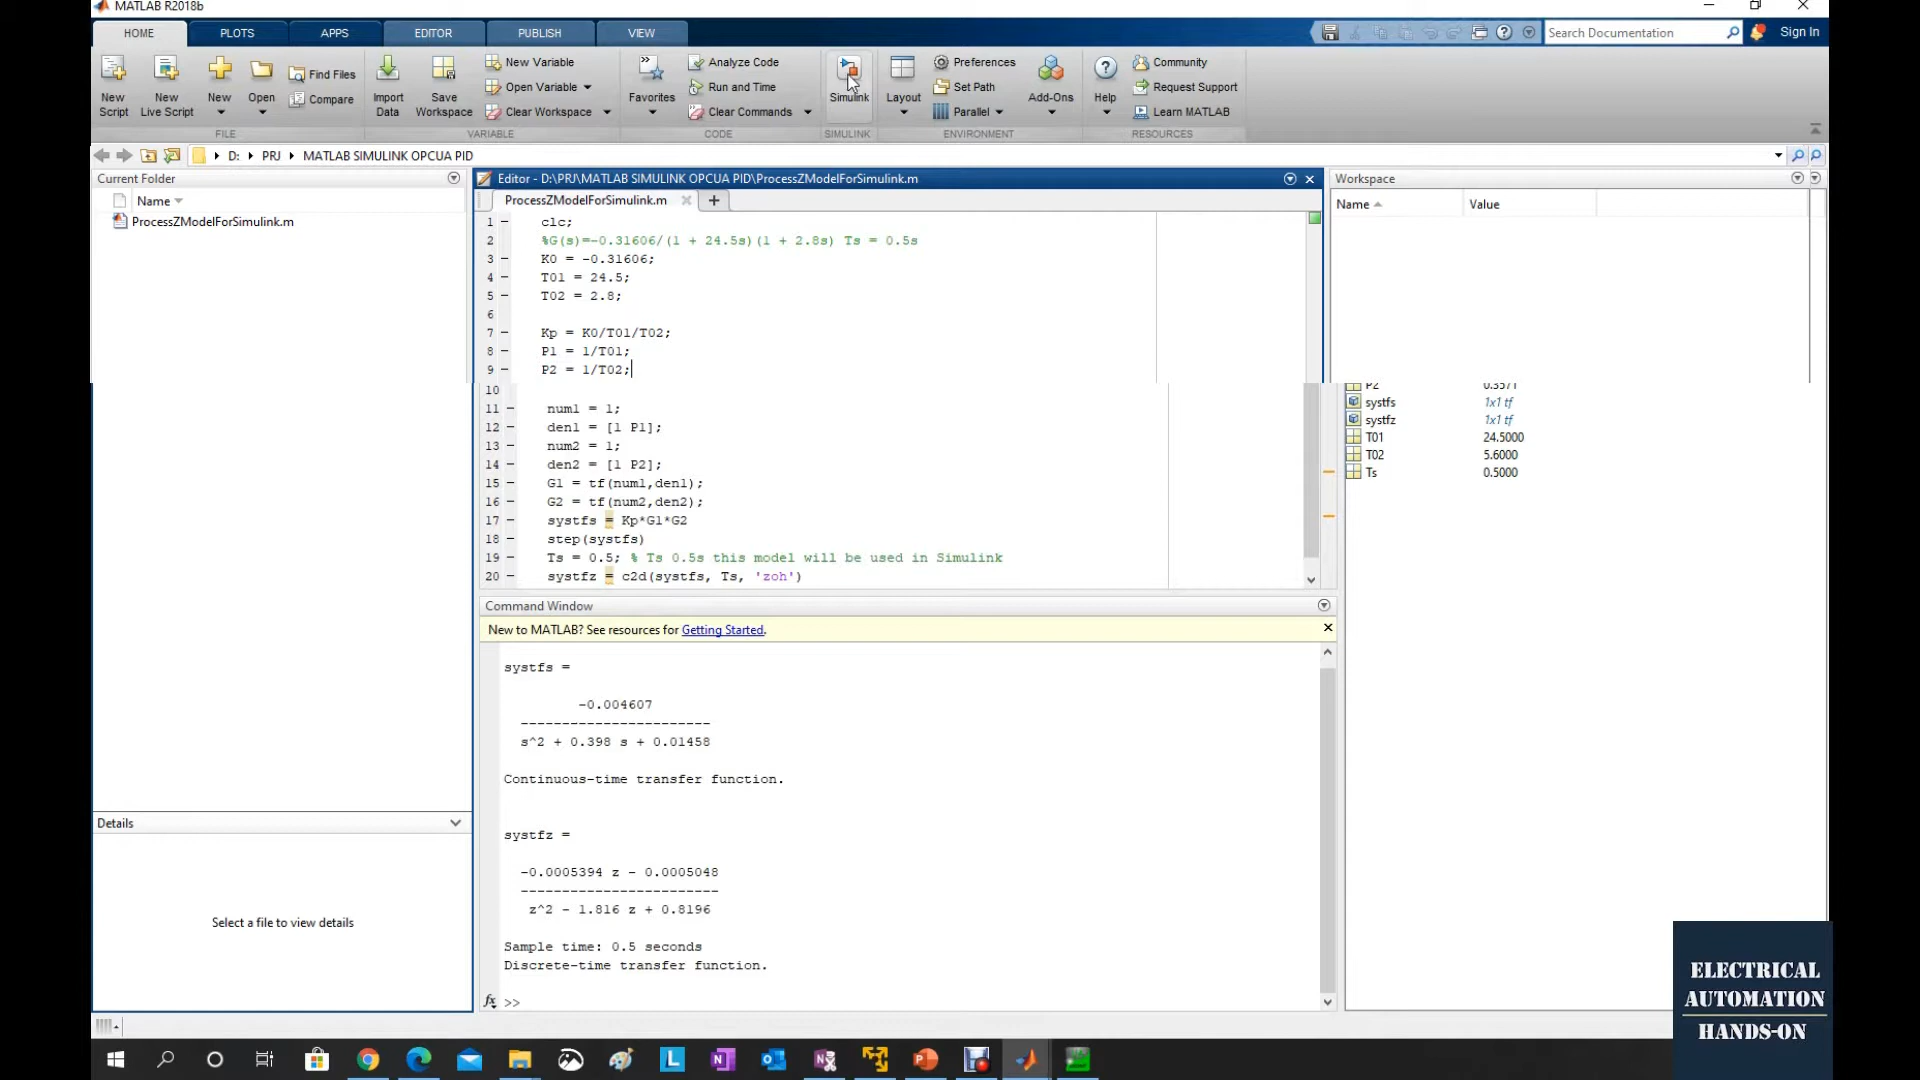 MATLAB R2018b
HOME PLOTS APPS EDITOR PUBLISH VIEW
Search Documentation
Sign In
New Script
New Live Script
New
Open
Find Files
Compare
FILE
Import Data
Save Workspace
New Variable
Open Variable
Clear Workspace
VARIABLE
Favorites
Analyze Code
Run and Time
Clear Commands
CODE
Simulink
SIMULINK
Layout
Preferences
Set Path
Parallel
ENVIRONMENT
Add-Ons
Help
Community
Request Support
Learn MATLAB
RESOURCES
D: PRJ MATLAB SIMULINK OPCUA PID
Current Folder
Name
ProcessZModelForSimulink.m
Details
Select a file to view details
Editor - D:\PRJ\MATLAB SIMULINK OPCUA PID\ProcessZModelForSimulink.m
ProcessZModelForSimulink.m
1 clc;
2 %G(s)=-0.31606/(1 + 24.5s)(1 + 2.8s) Ts = 0.5s
3 K0 = -0.31606;
4 T01 = 24.5;
5 T02 = 2.8;
6
7 Kp = K0/T01/T02;
8 P1 = 1/T01;
9 P2 = 1/T02;
10
11 num1 = 1;
12 den1 = [1 P1];
13 num2 = 1;
14 den2 = [1 P2];
15 G1 = tf(num1,den1);
16 G2 = tf(num2,den2);
17 systfs = Kp*G1*G2
18 step(systfs)
19 Ts = 0.5; % Ts 0.5s this model will be used in Simulink
20 systfz = c2d(systfs, Ts, 'zoh')
Command Window
New to MATLAB? See resources for Getting Started.
systfs =
-0.004607
-----------------------
s^2 + 0.398 s + 0.01458
Continuous-time transfer function.
systfz =
-0.0005394 z - 0.0005048
------------------------
z^2 - 1.816 z + 0.8196
Sample time: 0.5 seconds
Discrete-time transfer function.
fx >>
Workspace
Name Value
P2 0.3571
systfs 1x1 tf
systfz 1x1 tf
T01 24.5000
T02 5.6000
Ts 0.5000
ELECTRICAL
AUTOMATION
HANDS-ON